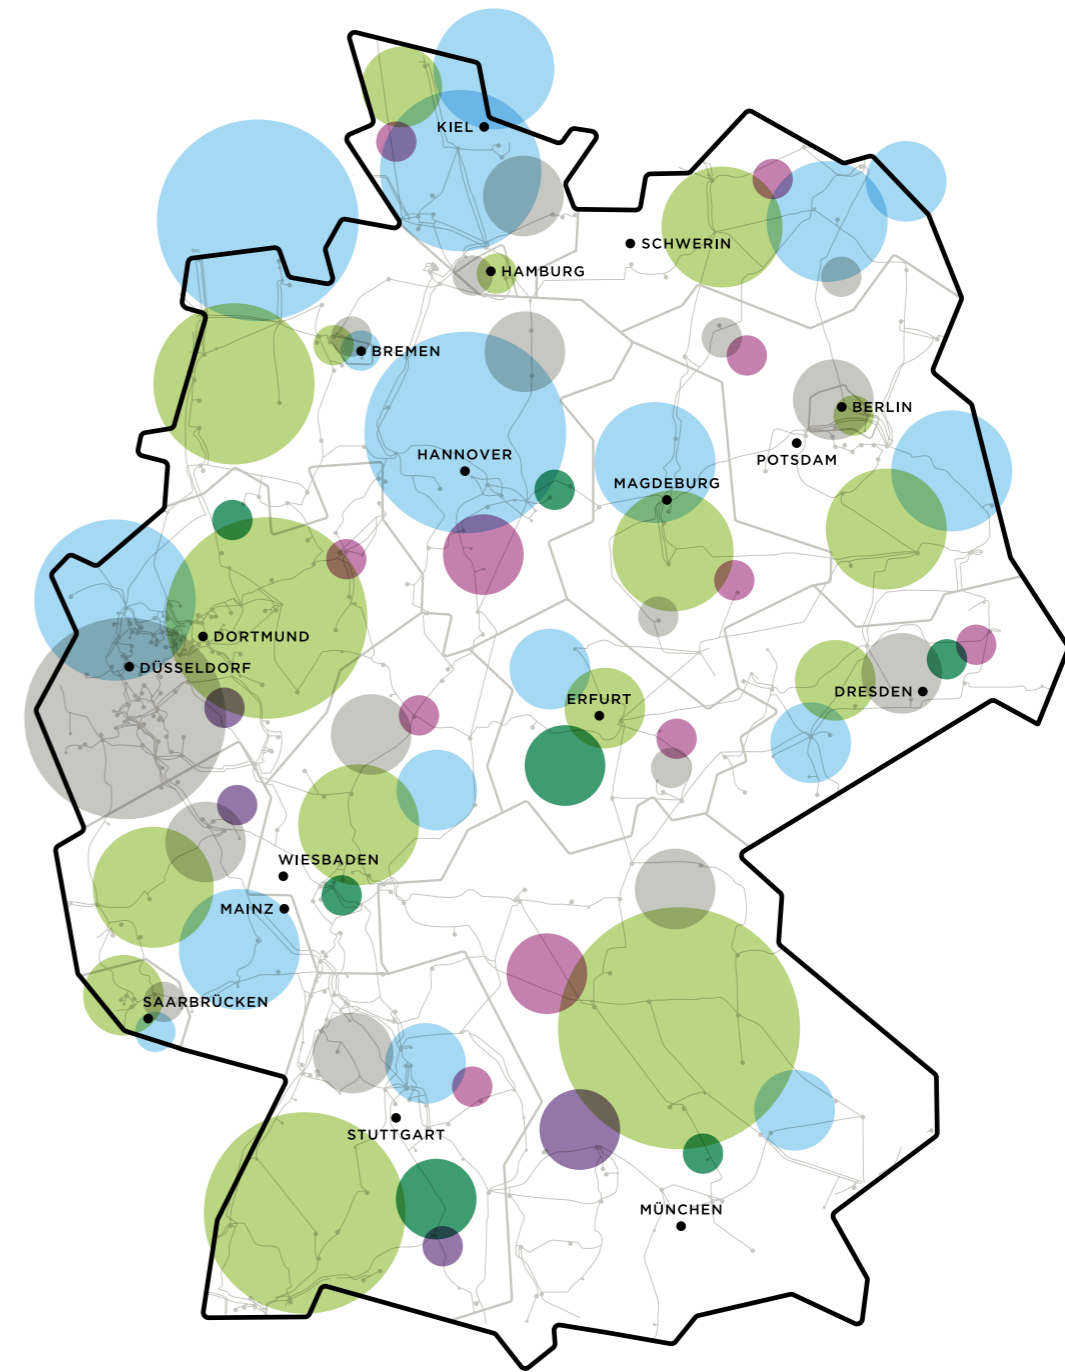 KIEL
SCHWERIN
HAMBURG
BREMEN
BERLIN
HANNOVER
POTSDAM
MAGDEBURG
DORTMUND
DÜSSELDORF
ERFURT
DRESDEN
WIESBADEN
MAINZ
SAARBRÜCKEN
STUTTGART
MÜNCHEN